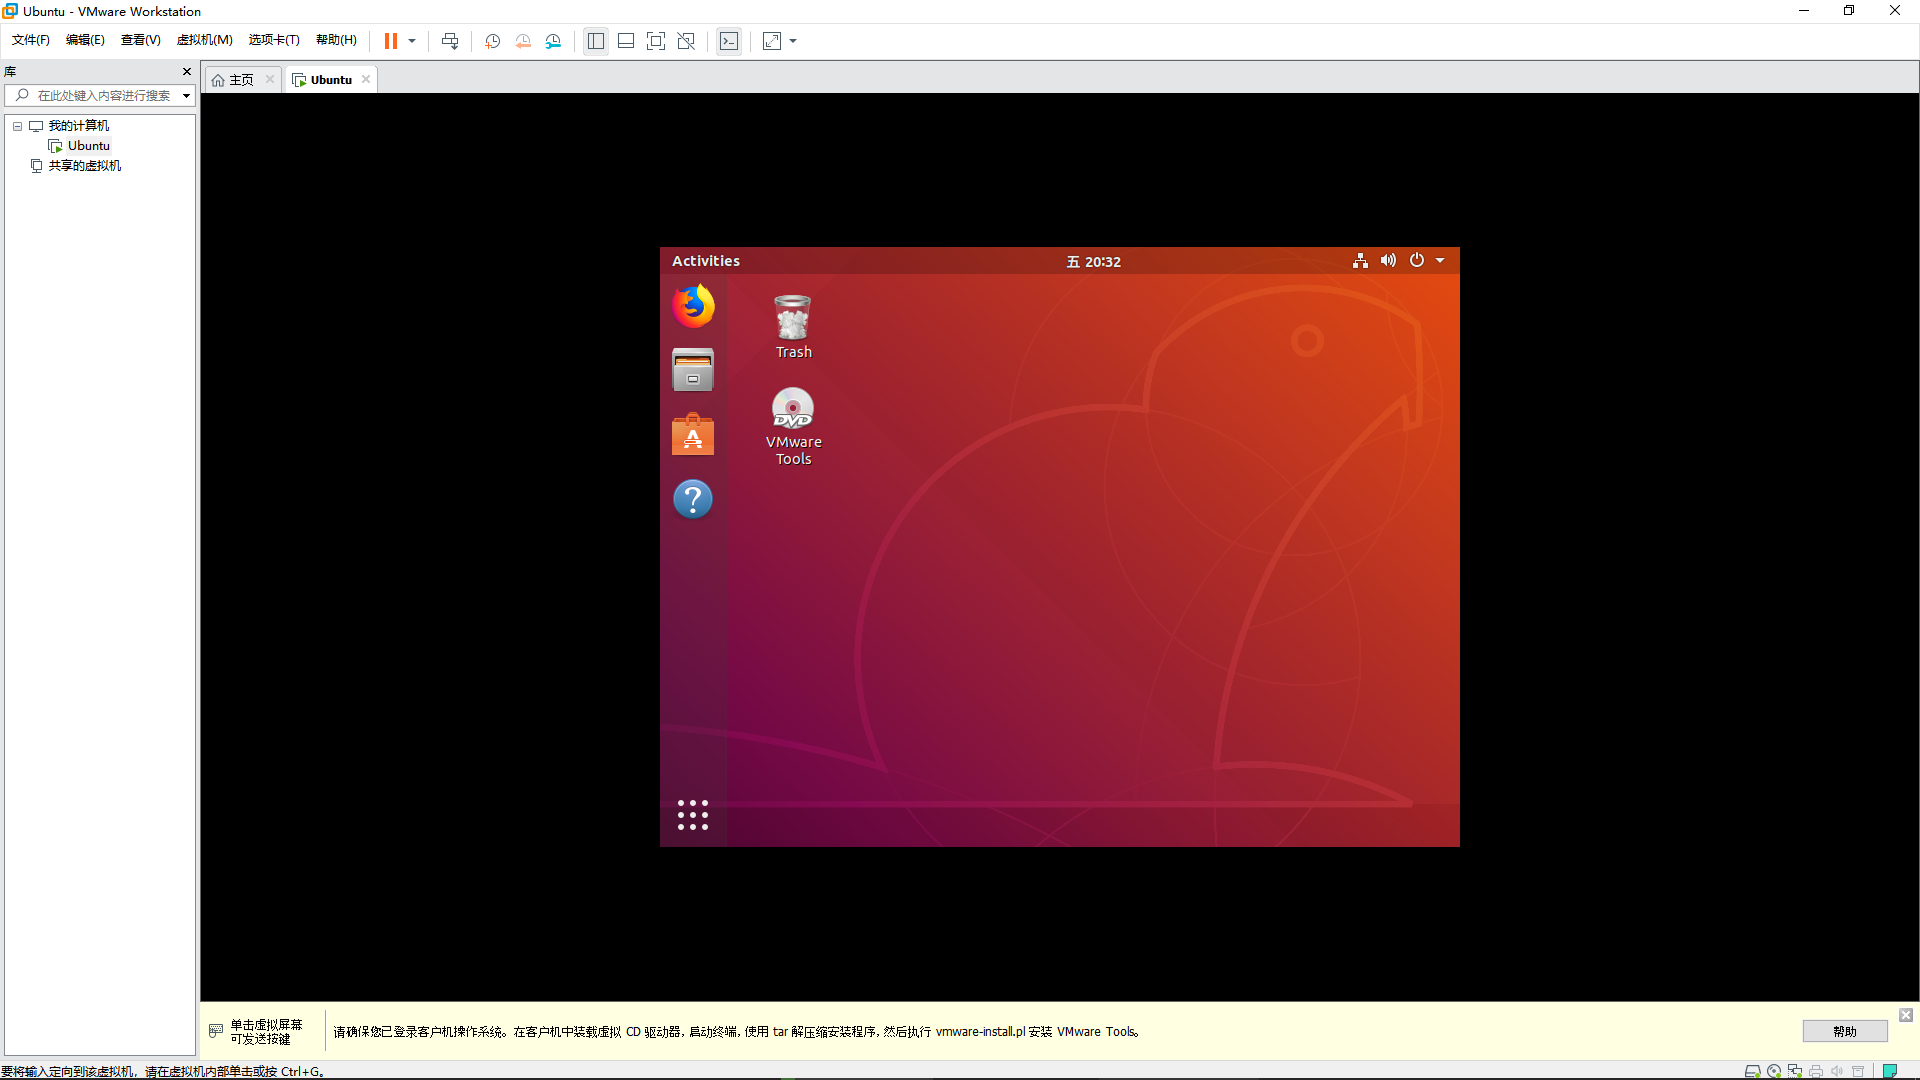 Ubuntu - VMware Workstation
文件(F) 编辑(E) 查看(V) 虚拟机(M) 选项卡(T) 帮助(H)
库
在此处键入内容进行搜索
我的计算机
Ubuntu
共享的虚拟机
主页
Ubuntu
Activities
五 20:32
Trash
DVD
VMware
Tools
单击虚拟屏幕
可发送按键
请确保您已登录客户机操作系统。在客户机中装载虚拟 CD 驱动器，启动终端，使用 tar 解压缩安装程序，然后执行 vmware-install.pl 安装 VMware Tools。
帮助
要将输入定向到该虚拟机，请在虚拟机内部单击或按 Ctrl+G。